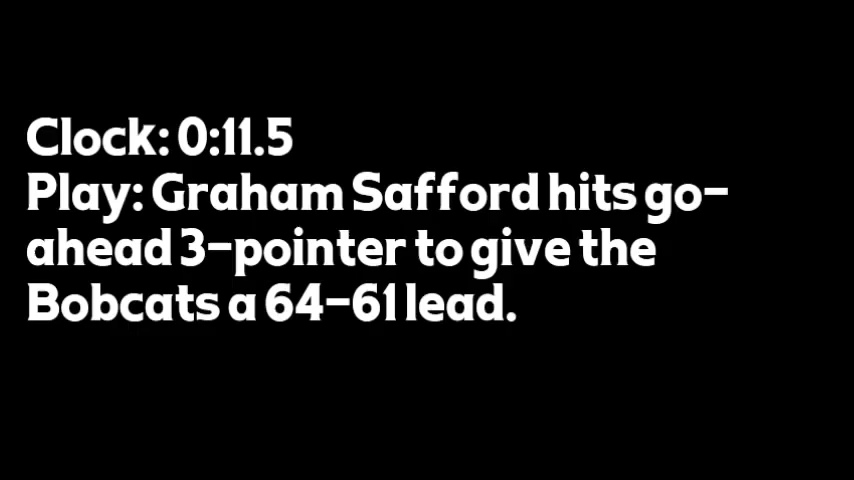 Clock: 0:11.5
Play: Graham Safford hits go-
ahead 3-pointer to give the
Bobcats a 64-61 lead.